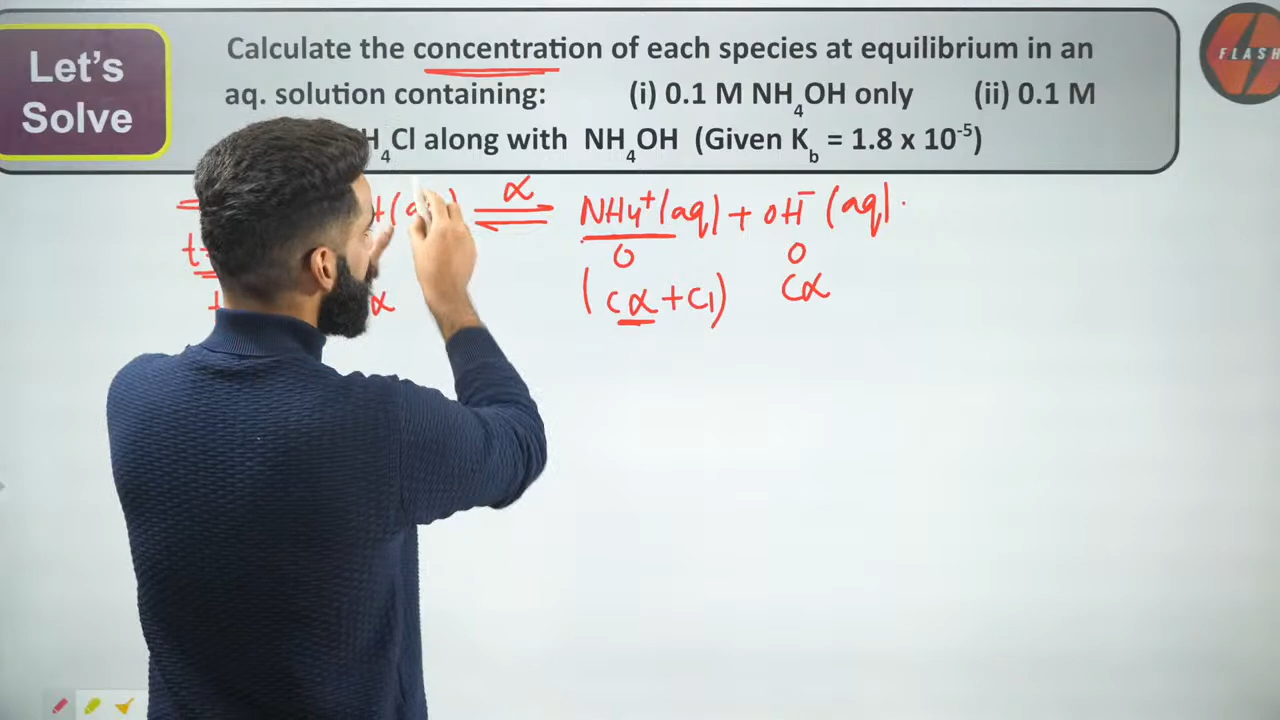 Let's
Solve
Calculate the concentration of each species at equilibrium in an
aq. solution containing: (i) 0.1 M NH4OH only (ii) 0.1 M
H4Cl along with NH4OH (Given Kb = 1.8 x 10-5)
FLASH
α
NH4+(aq) + OH- (aq).
0 0
α (Cα+C1) Cα